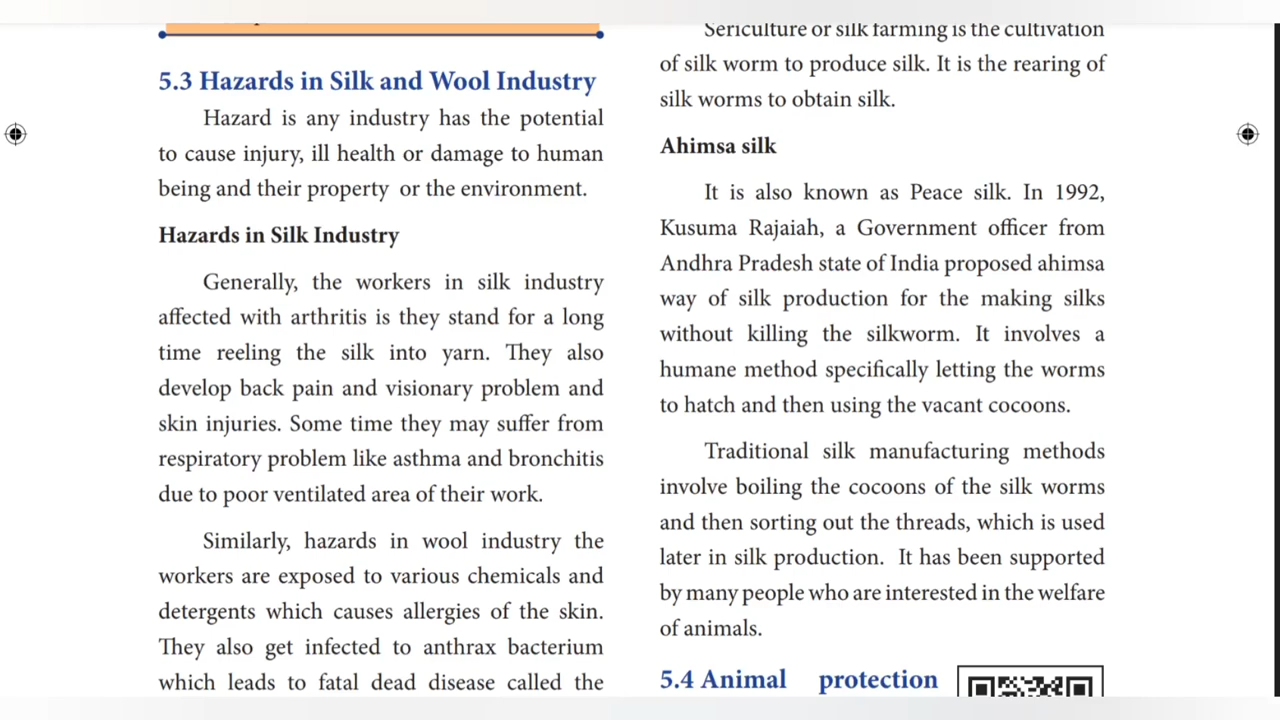 5.3 Hazards in Silk and Wool Industry
Hazard is any industry has the potential
to cause injury, ill health or damage to human
being and their property or the environment.
Hazards in Silk Industry
Generally, the workers in silk industry
affected with arthritis is they stand for a long
time reeling the silk into yarn. They also
develop back pain and visionary problem and
skin injuries. Some time they may suffer from
respiratory problem like asthma and bronchitis
due to poor ventilated area of their work.
Similarly, hazards in wool industry the
workers are exposed to various chemicals and
detergents which causes allergies of the skin.
They also get infected to anthrax bacterium
which leads to fatal dead disease called the
Sericulture or silk farming is the cultivation
of silk worm to produce silk. It is the rearing of
silk worms to obtain silk.
Ahimsa silk
It is also known as Peace silk. In 1992,
Kusuma Rajaiah, a Government officer from
Andhra Pradesh state of India proposed ahimsa
way of silk production for the making silks
without killing the silkworm. It involves a
humane method specifically letting the worms
to hatch and then using the vacant cocoons.
Traditional silk manufacturing methods
involve boiling the cocoons of the silk worms
and then sorting out the threads, which is used
later in silk production. It has been supported
by many people who are interested in the welfare
of animals.
5.4 Animal protection